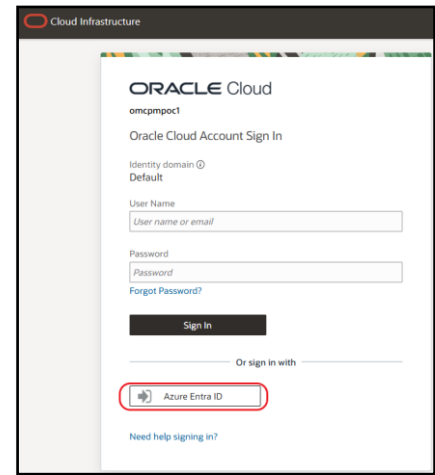 Cloud Infrastructure
ORACLE Cloud
omcpmpoc1
Oracle Cloud Account Sign In
Identity domain ⓘ
Default
User Name
User name or email
Password
Password
Forgot Password?
Sign In
Or sign in with
Azure Entra ID
Need help signing in?